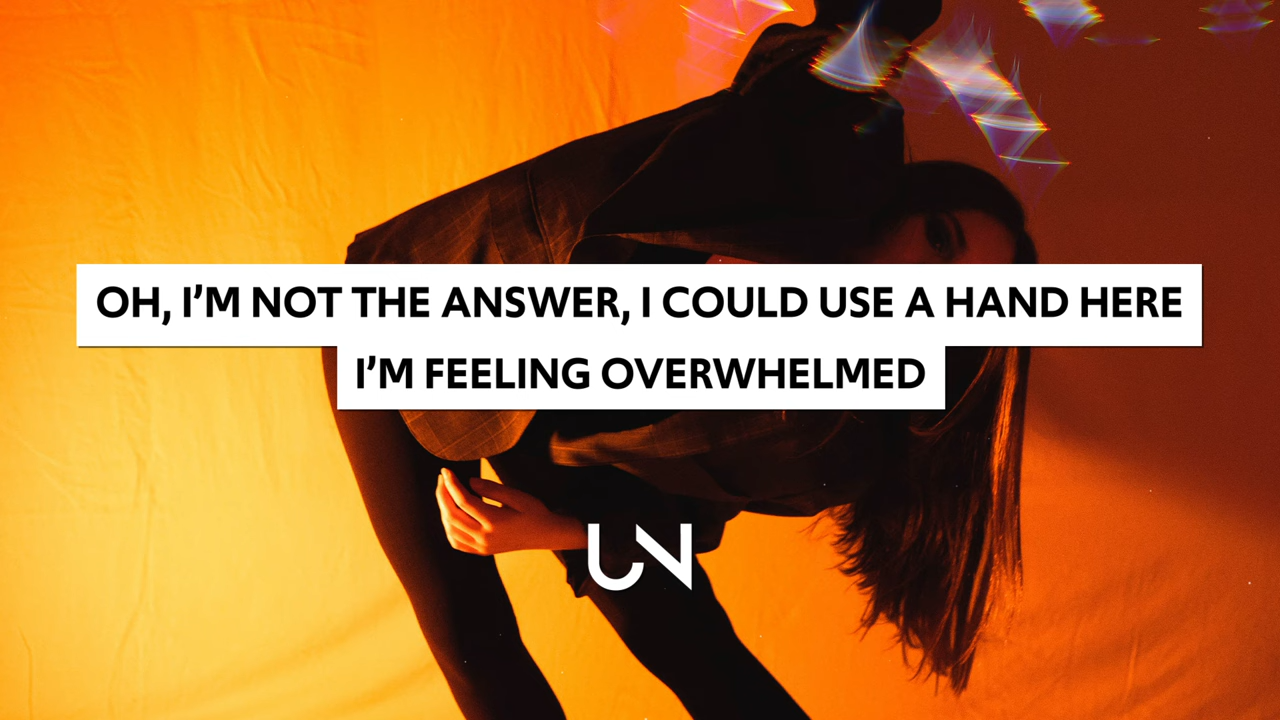 OH, I’M NOT THE ANSWER, I COULD USE A HAND HERE
I’M FEELING OVERWHELMED
UN